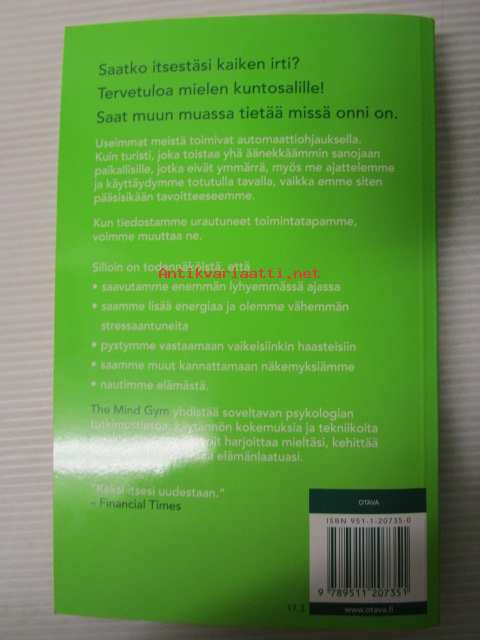 Saatko itsestäsi kaiken irti?
Tervetuloa mielen kuntosalille!
Saat muun muassa tietää missä onni on.
Useimmat meistä toimivat automaattiohjauksella.
Kuin turisti, joka toistaa yhä äänekkäämmin sanojaan
paikallisille, jotka eivät ymmärrä, myös me ajattelemme
ja käyttäydymme totutulla tavalla, vaikka emme siten
pääsisikään tavoitteeseemme.
Kun tiedostamme urautuneet toimintatapamme,
voimme muuttaa ne.
Silloin on todennäköistä, että
Antikvariaatti.net
• saavutamme enemmän lyhyemmässä ajassa
• saamme lisää energiaa ja olemme vähemmän
stressaantuneita
• pystymme vastaamaan vaikeisiinkin haasteisiin
• saamme muut kannattamaan näkemyksiämme
• nautimme elämästä.
The Mind Gym yhdistää soveltavan psykologian
tutkimustietoa, käytännön kokemuksia ja tekniikoita
harjoittaa mieltäsi, kehittää
elämänlaatuasi.
"Keksi itsesi uudestaan."
– Financial Times
OTAVA
ISBN 951-1-20735-0
9 789511 207351
17.3
www.otava.fi